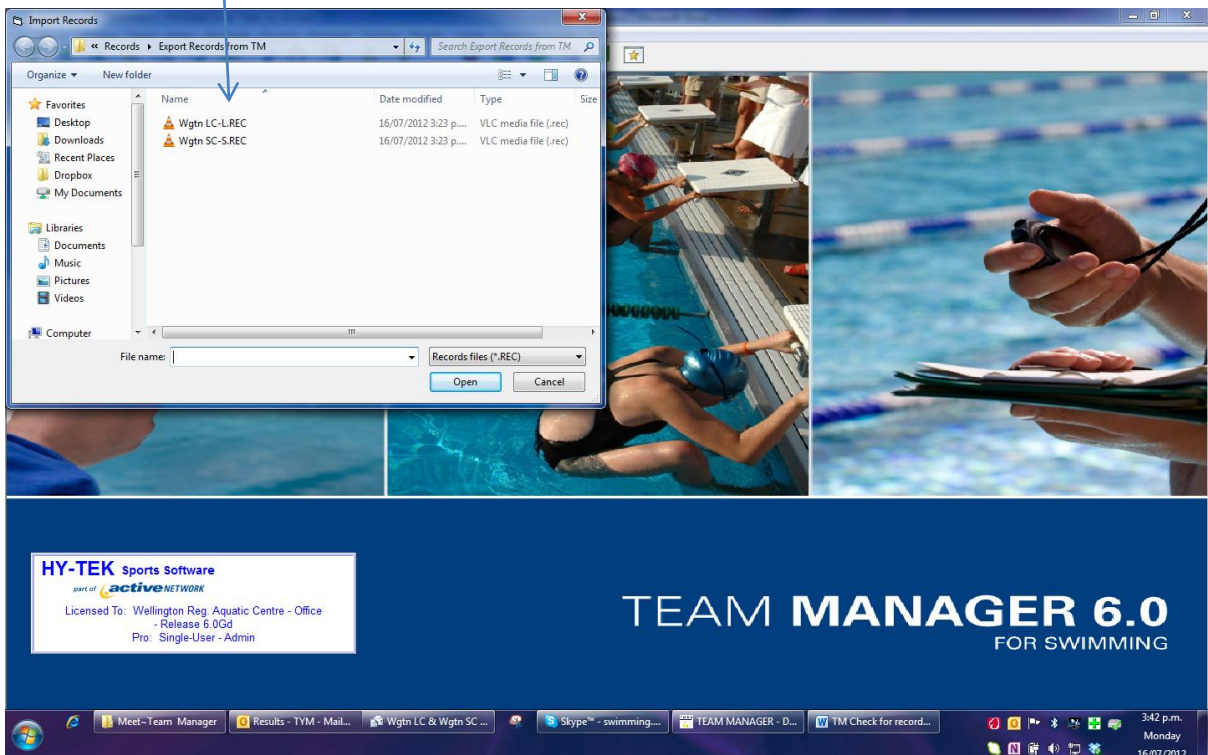 Import Records
« Records ▸ Export Records from TM
Search Export Records from TM
Organize ▾ New folder
Name Date modified Type Size
Favorites
Desktop
Downloads
Recent Places
Dropbox
My Documents
Libraries
Documents
Music
Pictures
Videos
Computer
Wgtn LC-L.REC 16/07/2012 3:23 p.... VLC media file (.rec)
Wgtn SC-S.REC 16/07/2012 3:23 p.... VLC media file (.rec)
File name:
Records files (*.REC)
Open Cancel
HY-TEK Sports Software
part of active NETWORK
Licensed To: Wellington Reg. Aquatic Centre - Office
- Release 6.0Gd
Pro: Single-User - Admin
TEAM MANAGER 6.0
FOR SWIMMING
Meet~Team Manager
Results - TYM - Mail...
Wgtn LC & Wgtn SC ...
Skype™ - swimming....
TEAM MANAGER - D...
TM Check for record...
3:42 p.m.
Monday
16/07/2012